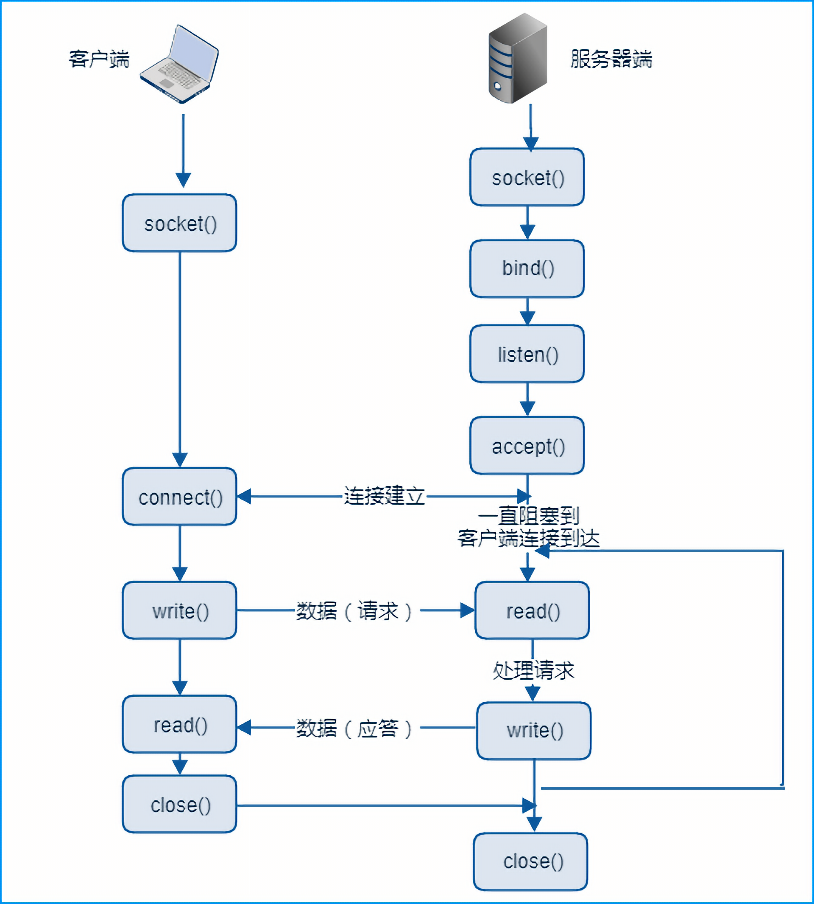 客户端
服务器端
socket()
socket()
bind()
listen()
accept()
connect()
连接建立
一直阻塞到
客户端连接到达
write()
数据（请求）
read()
处理请求
read()
数据（应答）
write()
close()
close()